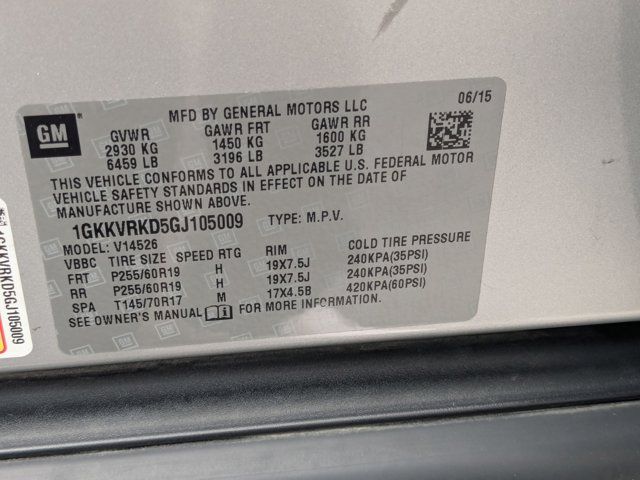 MFD BY GENERAL MOTORS LLC
06/15
GM
GVWR GAWR FRT GAWR RR
2930 KG 1450 KG 1600 KG
6459 LB 3196 LB 3527 LB
THIS VEHICLE CONFORMS TO ALL APPLICABLE U.S. FEDERAL MOTOR
VEHICLE SAFETY STANDARDS IN EFFECT ON THE DATE OF
MANUFACTURE SHOWN ABOVE.
1GKKVRKD5GJ105009 TYPE: M.P.V.
MODEL: V14526
VBBC TIRE SIZE SPEED RTG RIM COLD TIRE PRESSURE
FRT P255/60R19 H 19X7.5J 240KPA(35PSI)
RR P255/60R19 H 19X7.5J 240KPA(35PSI)
SPA T145/70R17 M 17X4.5B 420KPA(60PSI)
SEE OWNER'S MANUAL FOR MORE INFORMATION.
1GKKVRKD5GJ105009